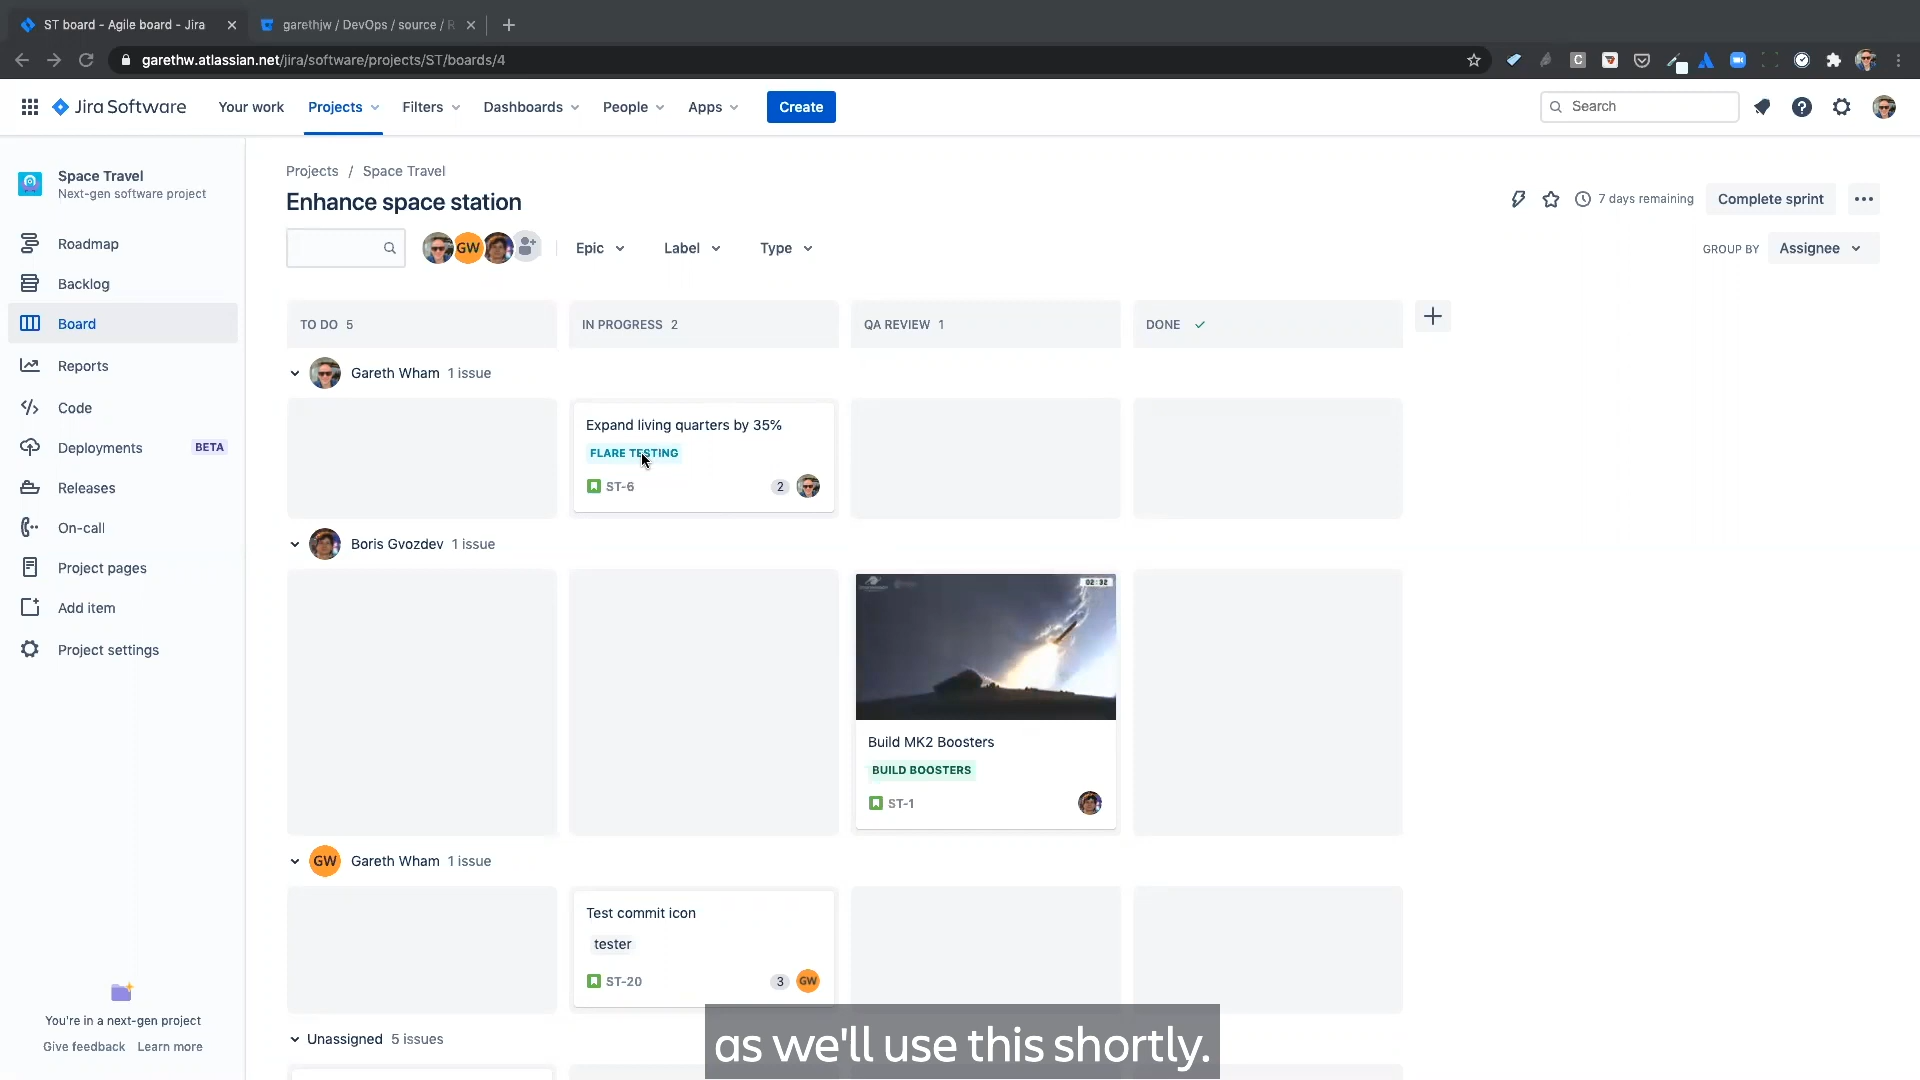 ST board - Agile board - Jira
garethjw / DevOps / source / R
garethw.atlassian.net/jira/software/projects/ST/boards/4
Jira Software
Your work
Projects
Filters
Dashboards
People
Apps
Create
Search
Space Travel
Next-gen software project
Roadmap
Backlog
Board
Reports
Code
Deployments BETA
Releases
On-call
Project pages
Add item
Project settings
You're in a next-gen project
Give feedback Learn more
Projects / Space Travel
Enhance space station
7 days remaining
Complete sprint
GW
Epic
Label
Type
GROUP BY
Assignee
TO DO 5
IN PROGRESS 2
QA REVIEW 1
DONE
Gareth Wham 1 issue
Expand living quarters by 35%
FLARE TESTING
ST-6
2
Boris Gvozdev 1 issue
02:32
Build MK2 Boosters
BUILD BOOSTERS
ST-1
GW Gareth Wham 1 issue
Test commit icon
tester
ST-20
3 GW
Unassigned 5 issues
as we'll use this shortly.